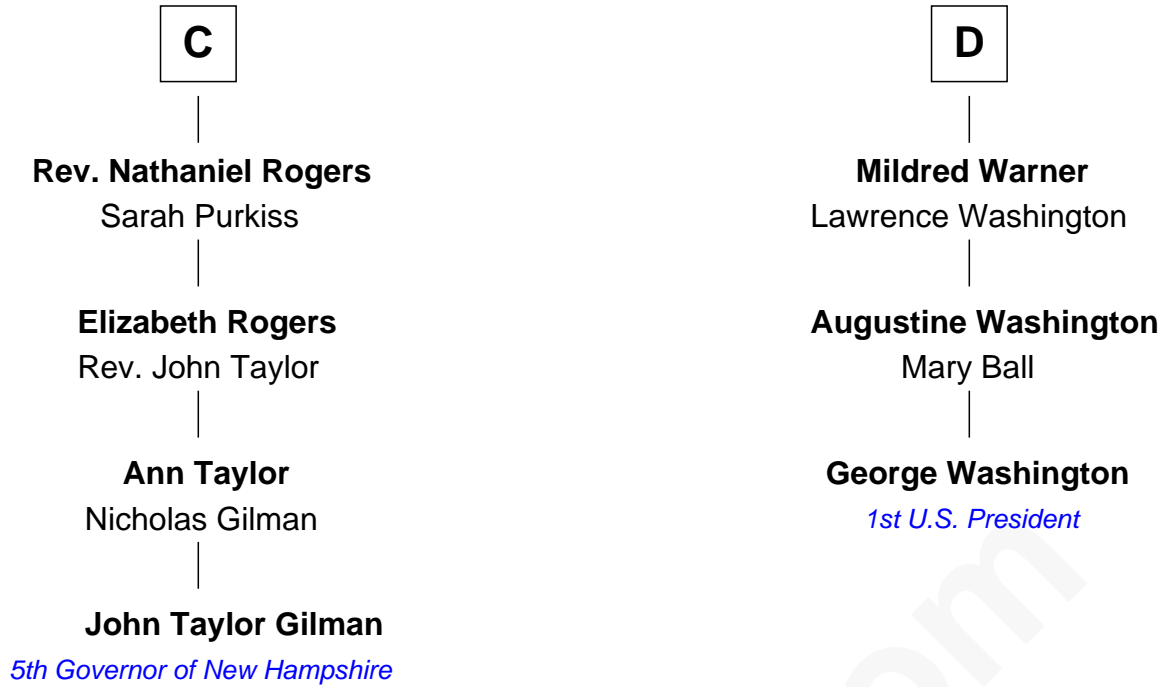 C
Rev. Nathaniel Rogers
Sarah Purkiss
Elizabeth Rogers
Rev. John Taylor
Ann Taylor
Nicholas Gilman
John Taylor Gilman
5th Governor of New Hampshire
D
Mildred Warner
Lawrence Washington
Augustine Washington
Mary Ball
George Washington
1st U.S. President